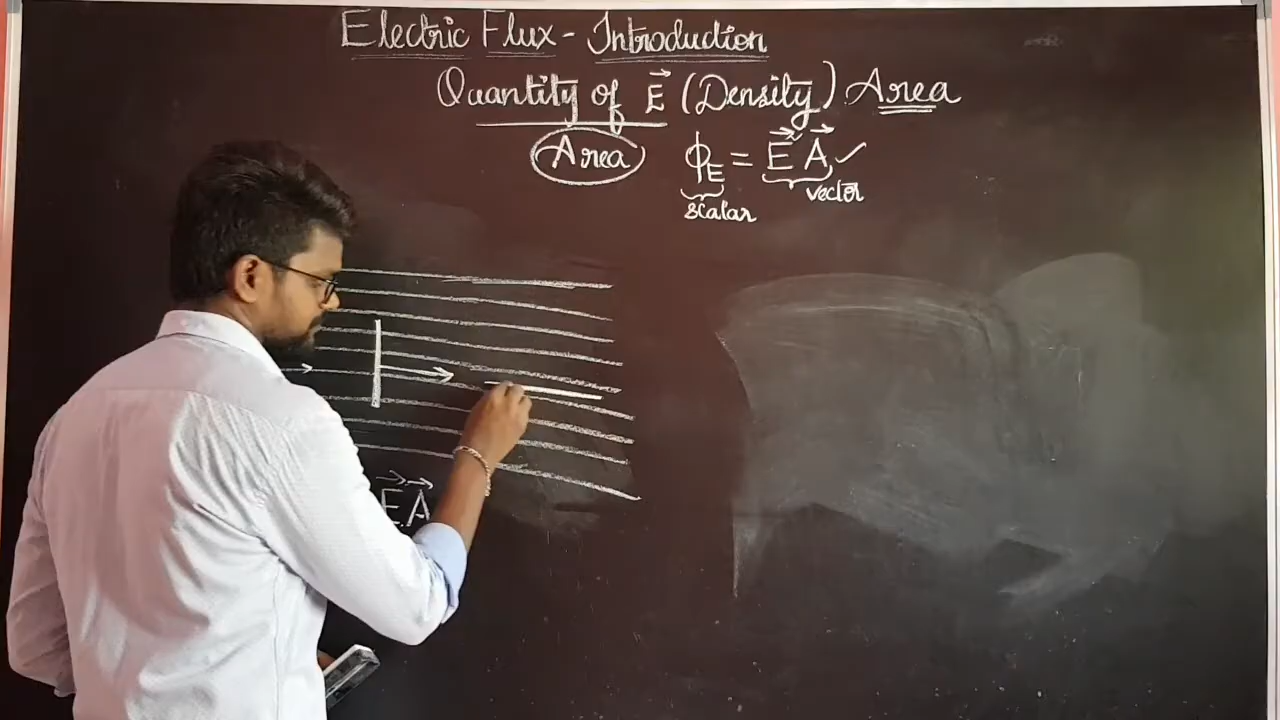 Electric Flux - Introduction
Quantity of E⃗ (Density) Area
Area ϕE = E⃗ A⃗ ✓
scalar vector
E⃗ A⃗